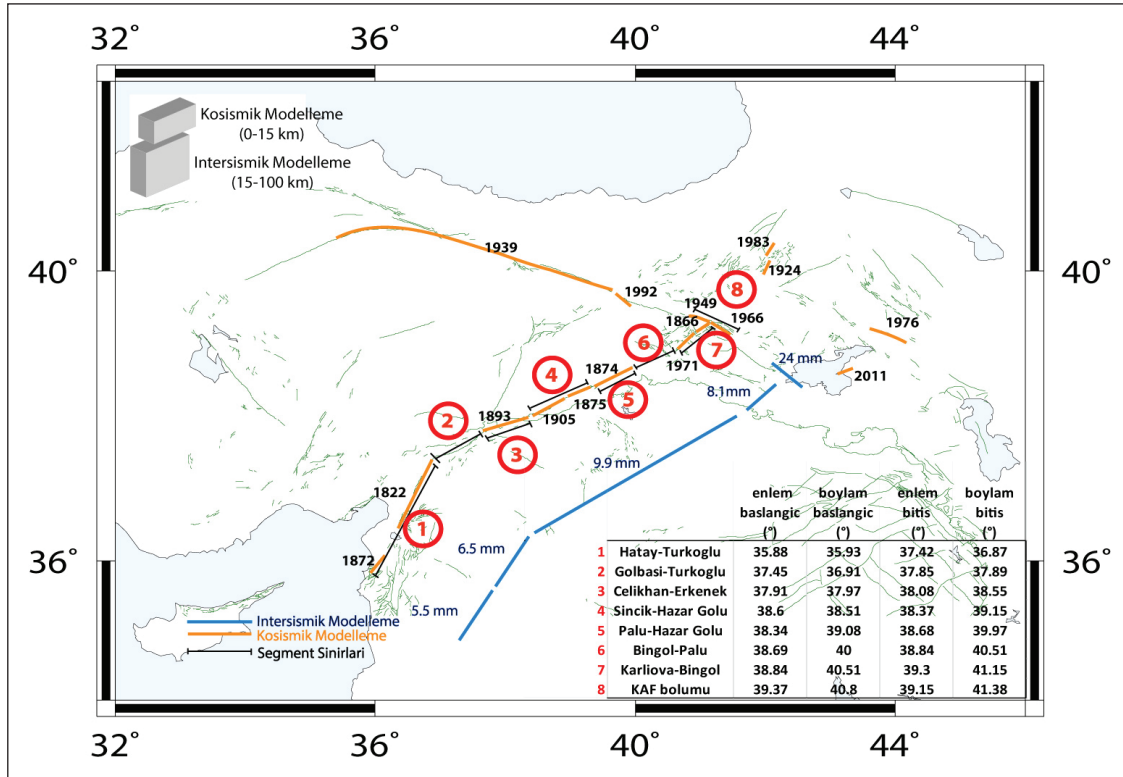 32° 36° 40° 44°
Kosismik Modelleme
(0-15 km)
Intersismik Modelleme
(15-100 km)
40° 40°
36° 36°
1939
1992
1983
1924
8
1949
1866
1966
1976
6
7
1971
24 mm
2011
4
1874
8.1mm
1875
5
2
1893
1905
3
9.9 mm
1822
1
6.5 mm
1872
5.5 mm
Intersismik Modelleme
Kosismik Modelleme
Segment Sinirlari
enlem boylam enlem boylam
baslangic baslangic bitis bitis
(°) (°) (°) (°)
1 Hatay-Turkoglu 35.88 35.93 37.42 36.87
2 Golbasi-Turkoglu 37.45 36.91 37.85 37.89
3 Celikhan-Erkenek 37.91 37.97 38.08 38.55
4 Sincik-Hazar Golu 38.6 38.51 38.37 39.15
5 Palu-Hazar Golu 38.34 39.08 38.68 39.97
6 Bingol-Palu 38.69 40 38.84 40.51
7 Karliova-Bingol 38.84 40.51 39.3 41.15
8 KAF bolumu 39.37 40.8 39.15 41.38
32° 36° 40° 44°